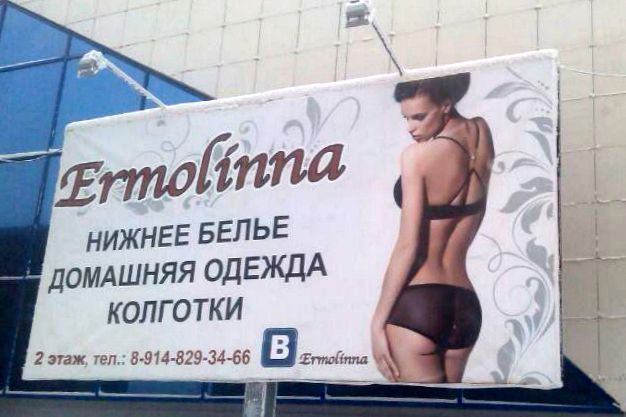 Ermolinna
НИЖНЕЕ БЕЛЬЕ
ДОМАШНЯЯ ОДЕЖДА
КОЛГОТКИ
2 этаж, тел.: 8-914-829-34-66 В Ermolinna